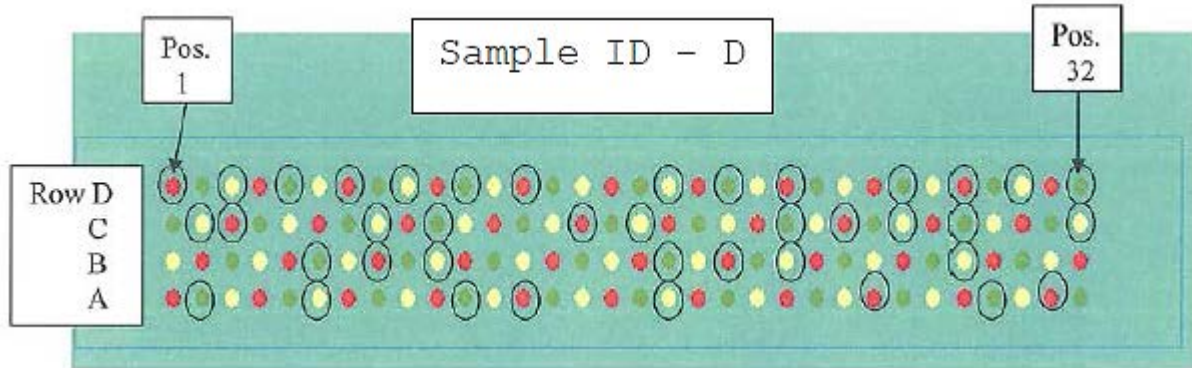 Pos.
1
Sample ID - D
Pos.
32
Row D
C
B
A